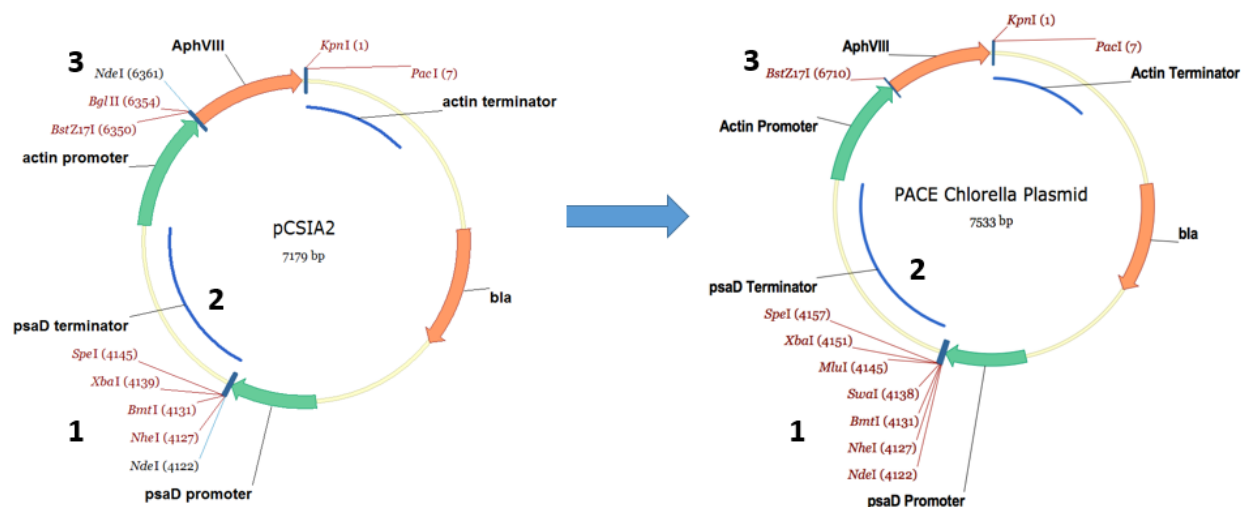 AphVIII
KpnI (1)
3
NdeI (6361)
PacI (7)
BglII (6354)
actin terminator
BstZ17I (6350)
actin promoter
pCSIA2
7179 bp
2
bla
psaD terminator
SpeI (4145)
XbaI (4139)
BmtI (4131)
1
NheI (4127)
NdeI (4122)
psaD promoter
KpnI (1)
AphVIII
PacI (7)
3
BstZ17I (6710)
Actin Terminator
Actin Promoter
PACE Chlorella Plasmid
7533 bp
bla
2
psaD Terminator
SpeI (4157)
XbaI (4151)
MluI (4145)
SwaI (4138)
BmtI (4131)
1
NheI (4127)
NdeI (4122)
psaD Promoter